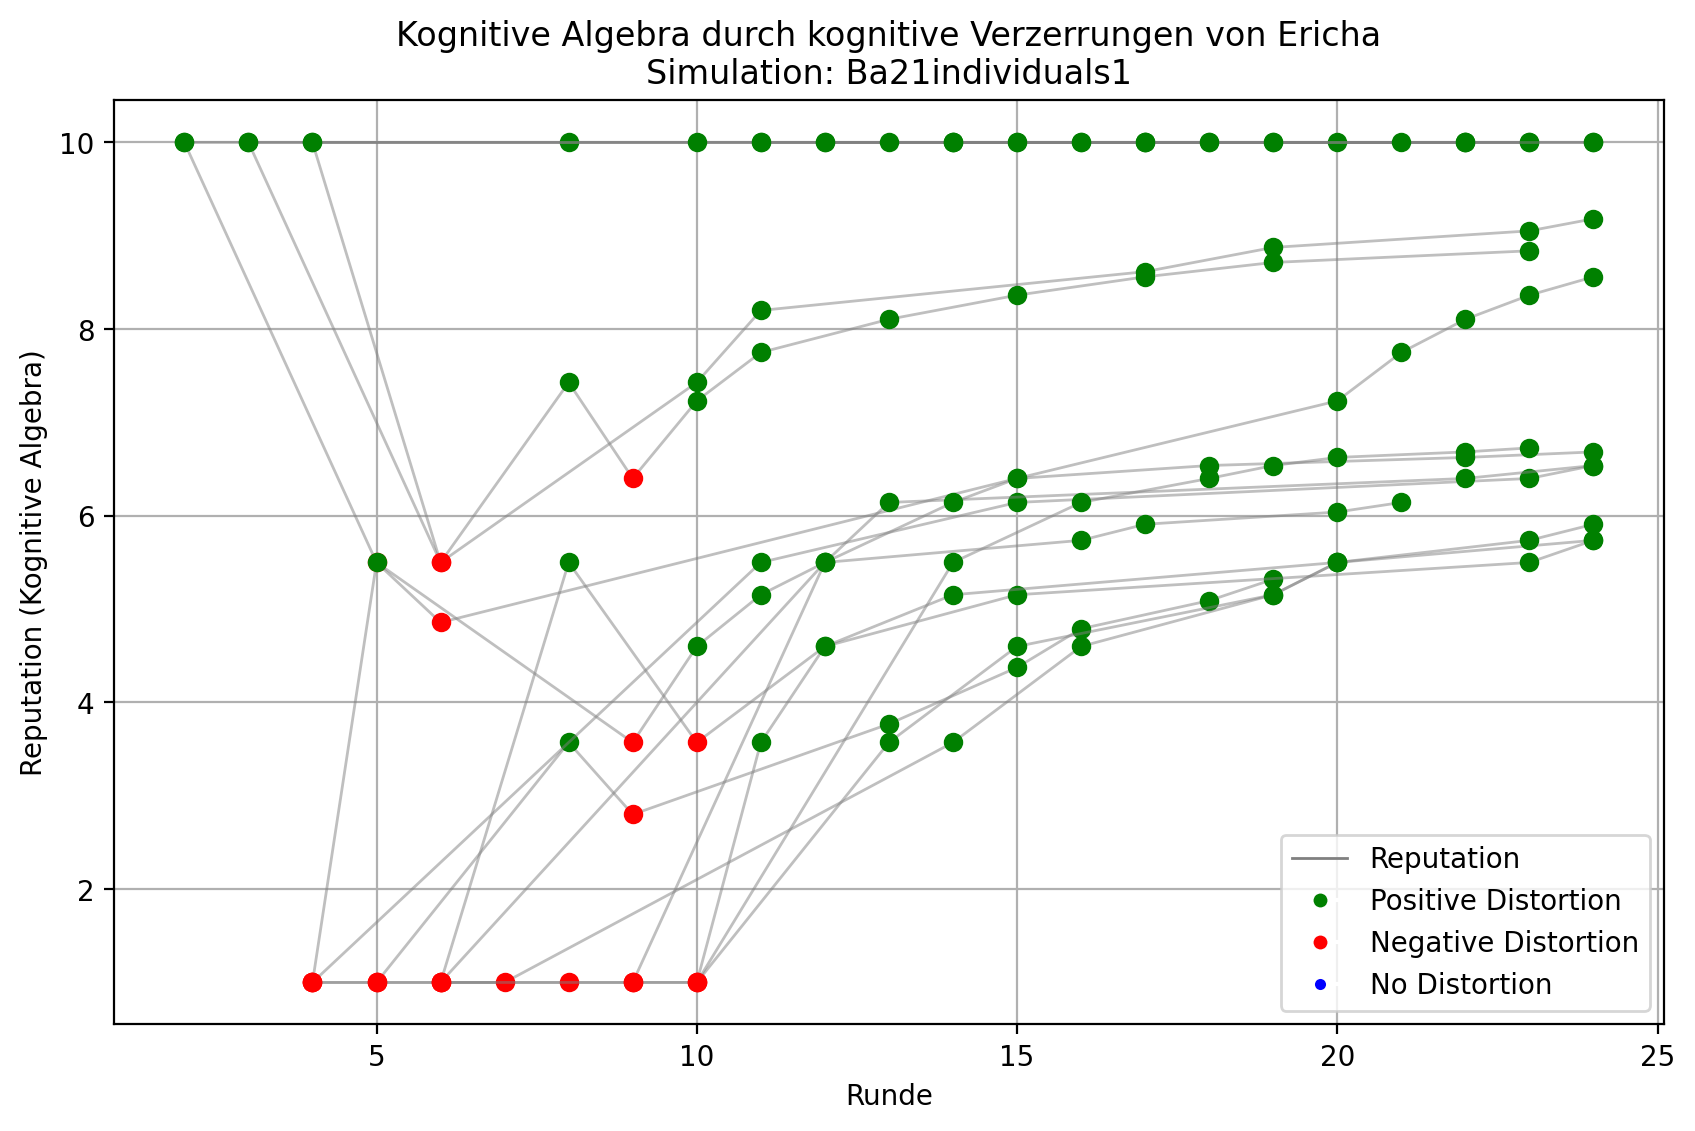 Kognitive Algebra durch kognitive Verzerrungen von Ericha
Simulation: Ba21individuals1
Reputation (Kognitive Algebra)
10
8
6
4
2
5
10
15
20
25
Runde
Reputation
Positive Distortion
Negative Distortion
No Distortion